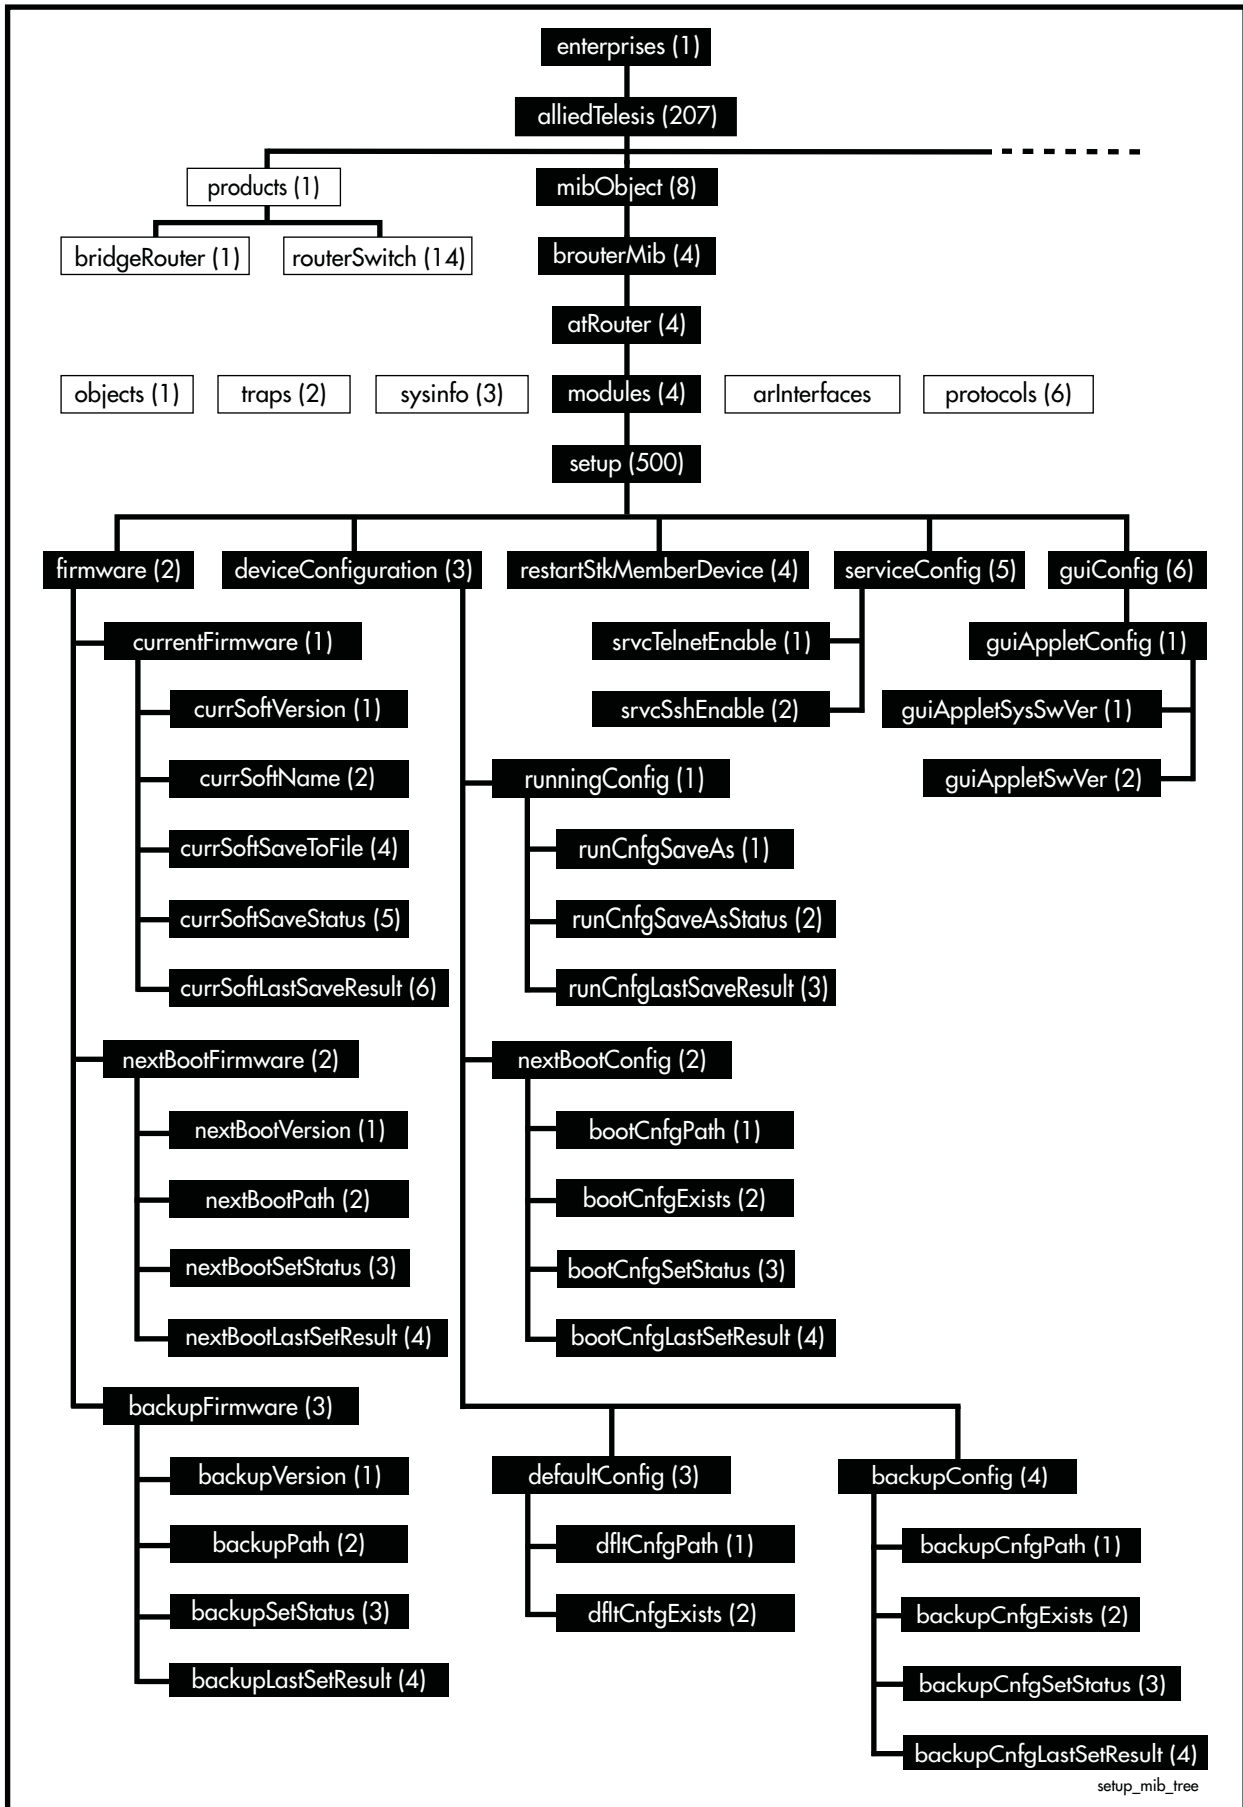 enterprises (1)
alliedTelesis (207)
products (1)
mibObject (8)
bridgeRouter (1)
routerSwitch (14)
brouterMib (4)
atRouter (4)
objects (1)
traps (2)
sysinfo (3)
modules (4)
arInterfaces
protocols (6)
setup (500)
firmware (2)
deviceConfiguration (3)
restartStkMemberDevice (4)
serviceConfig (5)
guiConfig (6)
currentFirmware (1)
srvcTelnetEnable (1)
guiAppletConfig (1)
currSoftVersion (1)
srvcSshEnable (2)
guiAppletSysSwVer (1)
currSoftName (2)
runningConfig (1)
guiAppletSwVer (2)
currSoftSaveToFile (4)
runCnfgSaveAs (1)
currSoftSaveStatus (5)
runCnfgSaveAsStatus (2)
currSoftLastSaveResult (6)
runCnfgLastSaveResult (3)
nextBootFirmware (2)
nextBootConfig (2)
nextBootVersion (1)
bootCnfgPath (1)
nextBootPath (2)
bootCnfgExists (2)
nextBootSetStatus (3)
bootCnfgSetStatus (3)
nextBootLastSetResult (4)
bootCnfgLastSetResult (4)
backupFirmware (3)
backupVersion (1)
defaultConfig (3)
backupConfig (4)
backupPath (2)
dfltCnfgPath (1)
backupCnfgPath (1)
backupSetStatus (3)
dfltCnfgExists (2)
backupCnfgExists (2)
backupLastSetResult (4)
backupCnfgSetStatus (3)
backupCnfgLastSetResult (4)
setup_mib_tree